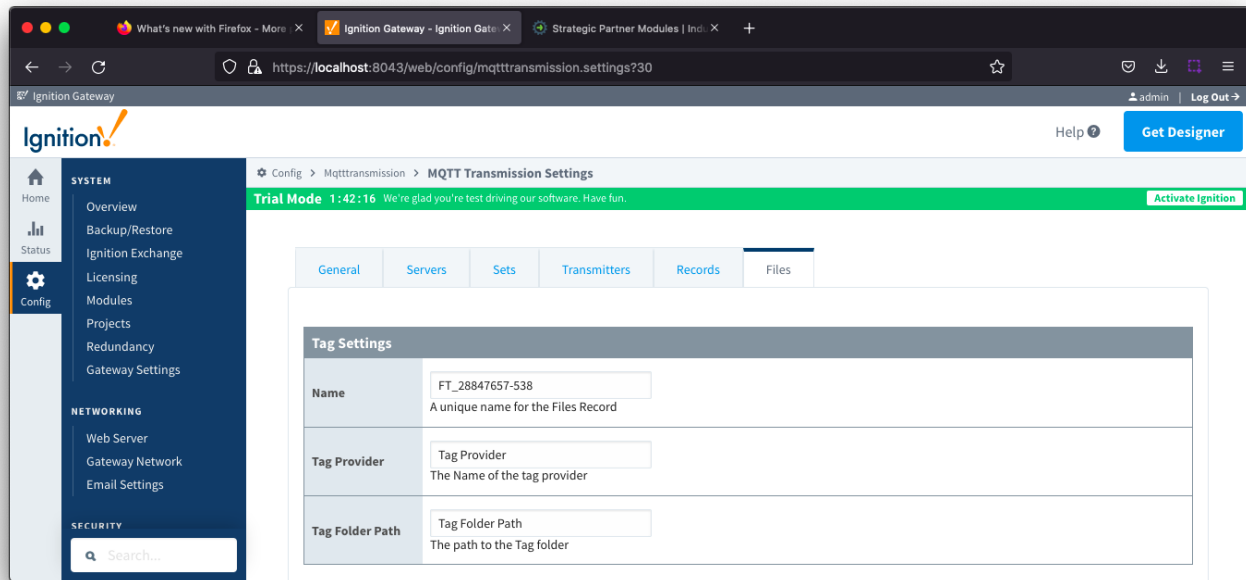 What's new with Firefox - More
Ignition Gateway - Ignition Gate
Strategic Partner Modules | Indu
https://localhost:8043/web/config/mqtttransmission.settings?30
Ignition Gateway
admin | Log Out
Ignition!
Help
Get Designer
Home
Status
Config
SYSTEM
Overview
Backup/Restore
Ignition Exchange
Licensing
Modules
Projects
Redundancy
Gateway Settings
NETWORKING
Web Server
Gateway Network
Email Settings
SECURITY
Search...
Config > Mqtttransmission > MQTT Transmission Settings
Trial Mode 1:42:16 We're glad you're test driving our software. Have fun.
Activate Ignition
General Servers Sets Transmitters Records Files
Tag Settings
Name
FT_28847657-538
A unique name for the Files Record
Tag Provider
Tag Provider
The Name of the tag provider
Tag Folder Path
Tag Folder Path
The path to the Tag folder